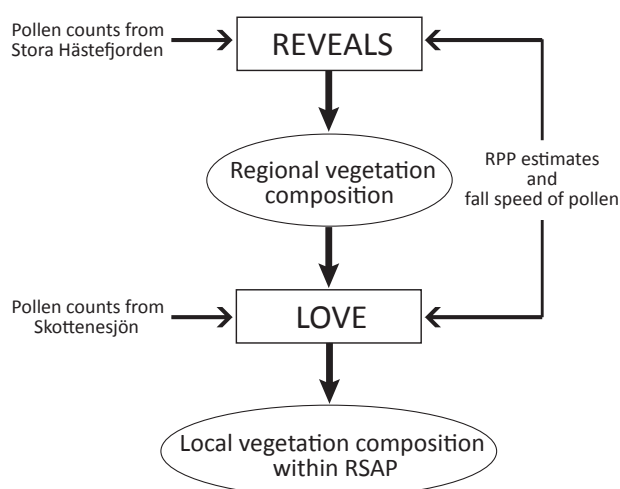 Pollen counts from
Stora Hästefjorden
REVEALS
Regional vegetation
composition
RPP estimates
and
fall speed of pollen
Pollen counts from
Skottenesjön
LOVE
Local vegetation composition
within RSAP